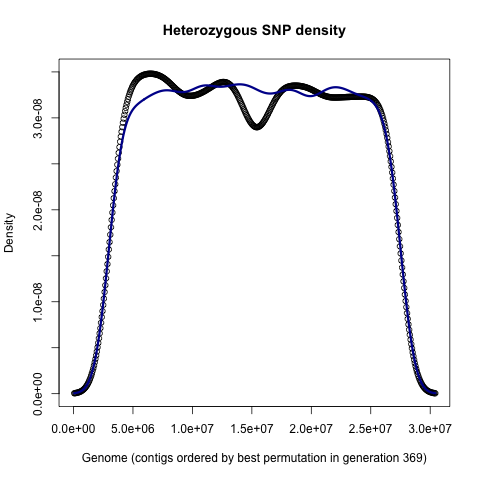 Heterozygous SNP density
Density
3.0e-08
2.0e-08
1.0e-08
0.0e+00
0.0e+00 5.0e+06 1.0e+07 1.5e+07 2.0e+07 2.5e+07 3.0e+07
Genome (contigs ordered by best permutation in generation 369)